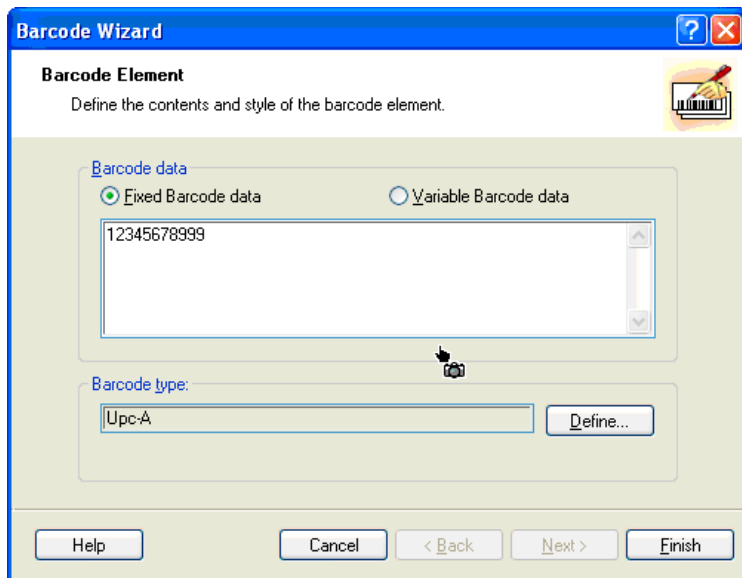 Barcode Wizard
Barcode Element
Define the contents and style of the barcode element.
Barcode data
Fixed Barcode data Variable Barcode data
12345678999
Barcode type:
Upc-A Define...
Help Cancel < Back Next > Finish